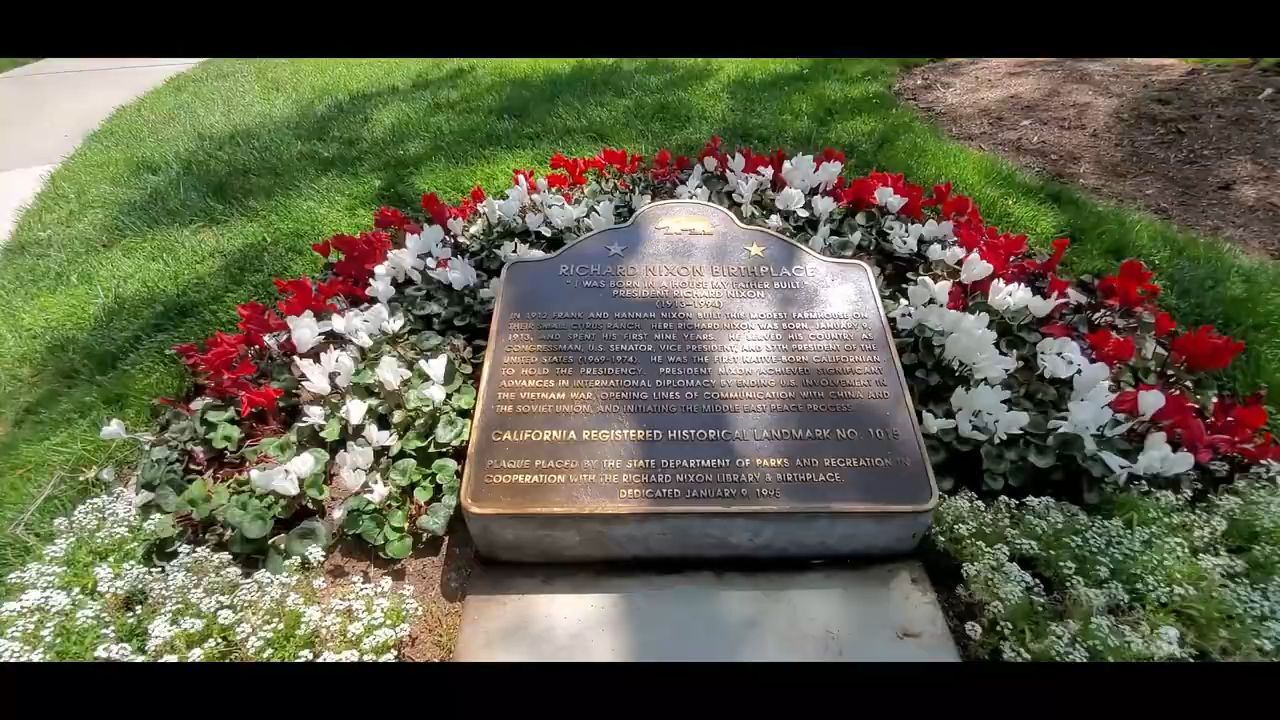 RICHARD NIXON BIRTHPLACE
"I WAS BORN IN A HOUSE MY FATHER BUILT."
PRESIDENT RICHARD NIXON
(1913-1994)
IN 1912 FRANK AND HANNAH NIXON BUILT THIS MODEST FARMHOUSE ON
THEIR SMALL CITRUS RANCH. HERE RICHARD NIXON WAS BORN, JANUARY 9,
1913, AND SPENT HIS FIRST NINE YEARS. HE SERVED HIS COUNTRY AS
CONGRESSMAN, U.S. SENATOR, VICE PRESIDENT, AND 37TH PRESIDENT OF THE
UNITED STATES (1969-1974). HE WAS THE FIRST NATIVE-BORN CALIFORNIAN
TO HOLD THE PRESIDENCY. PRESIDENT NIXON ACHIEVED SIGNIFICANT
ADVANCES IN INTERNATIONAL DIPLOMACY BY ENDING U.S. INVOLVEMENT IN
THE VIETNAM WAR, OPENING LINES OF COMMUNICATION WITH CHINA AND
THE SOVIET UNION, AND INITIATING THE MIDDLE EAST PEACE PROCESS.
CALIFORNIA REGISTERED HISTORICAL LANDMARK NO. 1015
PLAQUE PLACED BY THE STATE DEPARTMENT OF PARKS AND RECREATION IN
COOPERATION WITH THE RICHARD NIXON LIBRARY & BIRTHPLACE.
DEDICATED JANUARY 9, 1995